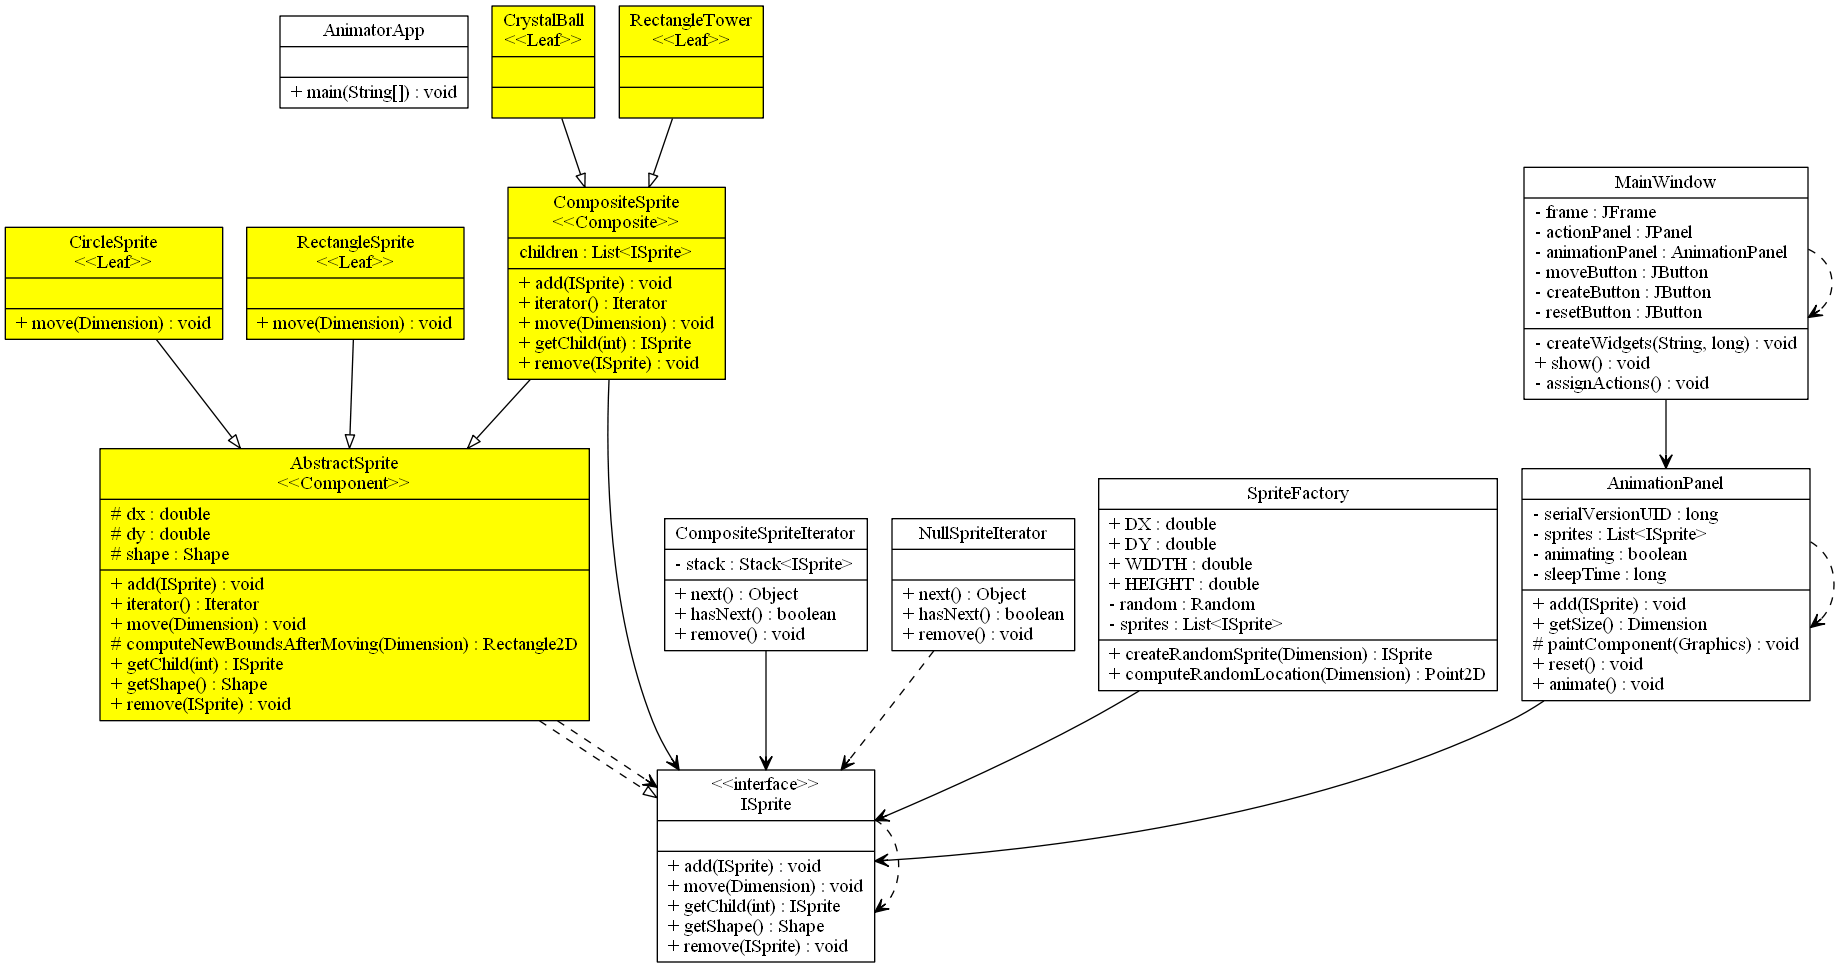 AnimatorApp
+ main(String[]) : void
CrystalBall
<<Leaf>>
RectangleTower
<<Leaf>>
CircleSprite
<<Leaf>>
+ move(Dimension) : void
RectangleSprite
<<Leaf>>
+ move(Dimension) : void
CompositeSprite
<<Composite>>
children : List<ISprite>
+ add(ISprite) : void
+ iterator() : Iterator
+ move(Dimension) : void
+ getChild(int) : ISprite
+ remove(ISprite) : void
MainWindow
- frame : JFrame
- actionPanel : JPanel
- animationPanel : AnimationPanel
- moveButton : JButton
- createButton : JButton
- resetButton : JButton
- createWidgets(String, long) : void
+ show() : void
- assignActions() : void
AbstractSprite
<<Component>>
# dx : double
# dy : double
# shape : Shape
+ add(ISprite) : void
+ iterator() : Iterator
+ move(Dimension) : void
# computeNewBoundsAfterMoving(Dimension) : Rectangle2D
+ getChild(int) : ISprite
+ getShape() : Shape
+ remove(ISprite) : void
CompositeSpriteIterator
- stack : Stack<ISprite>
+ next() : Object
+ hasNext() : boolean
+ remove() : void
NullSpriteIterator
+ next() : Object
+ hasNext() : boolean
+ remove() : void
SpriteFactory
+ DX : double
+ DY : double
+ WIDTH : double
+ HEIGHT : double
- random : Random
- sprites : List<ISprite>
+ createRandomSprite(Dimension) : ISprite
+ computeRandomLocation(Dimension) : Point2D
AnimationPanel
- serialVersionUID : long
- sprites : List<ISprite>
- animating : boolean
- sleepTime : long
+ add(ISprite) : void
+ getSize() : Dimension
# paintComponent(Graphics) : void
+ reset() : void
+ animate() : void
<<interface>>
ISprite
+ add(ISprite) : void
+ move(Dimension) : void
+ getChild(int) : ISprite
+ getShape() : Shape
+ remove(ISprite) : void